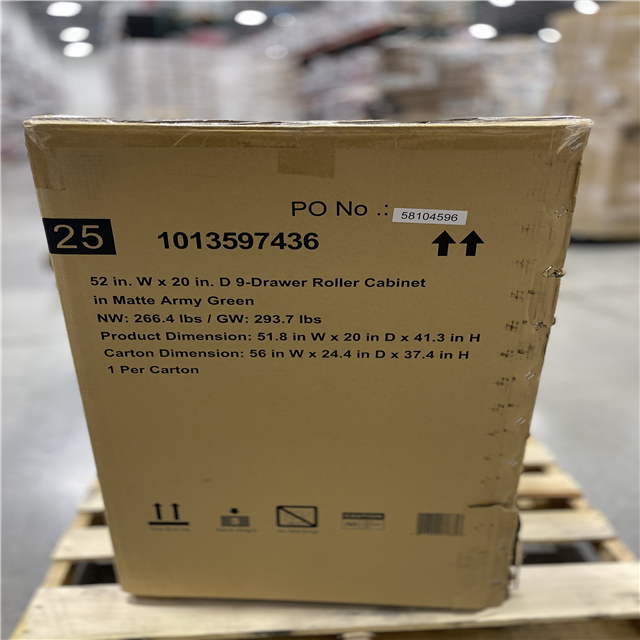 PO No .: 58104596
25
1013597436
52 in. W x 20 in. D 9-Drawer Roller Cabinet
in Matte Army Green
NW: 266.4 lbs / GW: 293.7 lbs
Product Dimension: 51.8 in W x 20 in D x 41.3 in H
Carton Dimension: 56 in W x 24.4 in D x 37.4 in H
1 Per Carton
CAUTION